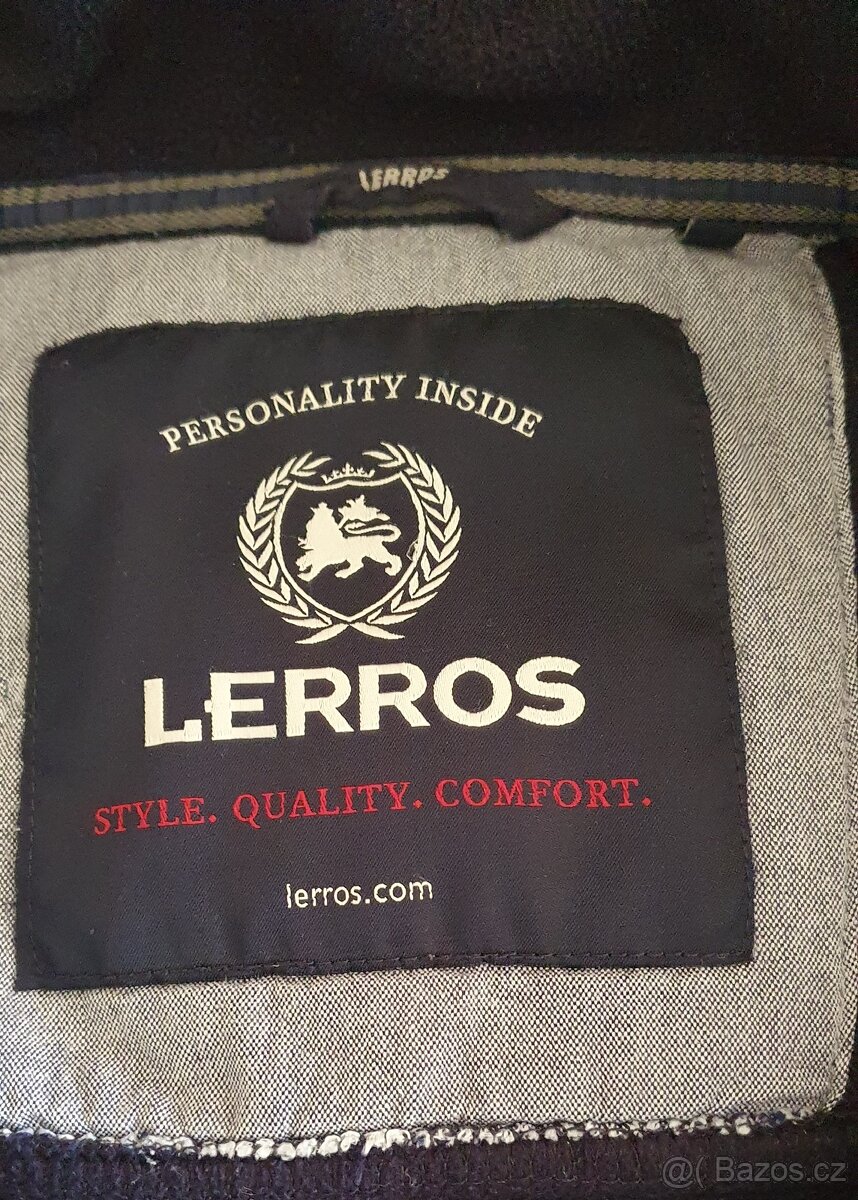 LERROS
PERSONALITY INSIDE
LERROS
STYLE. QUALITY. COMFORT.
lerros.com
@( Bazos.cz